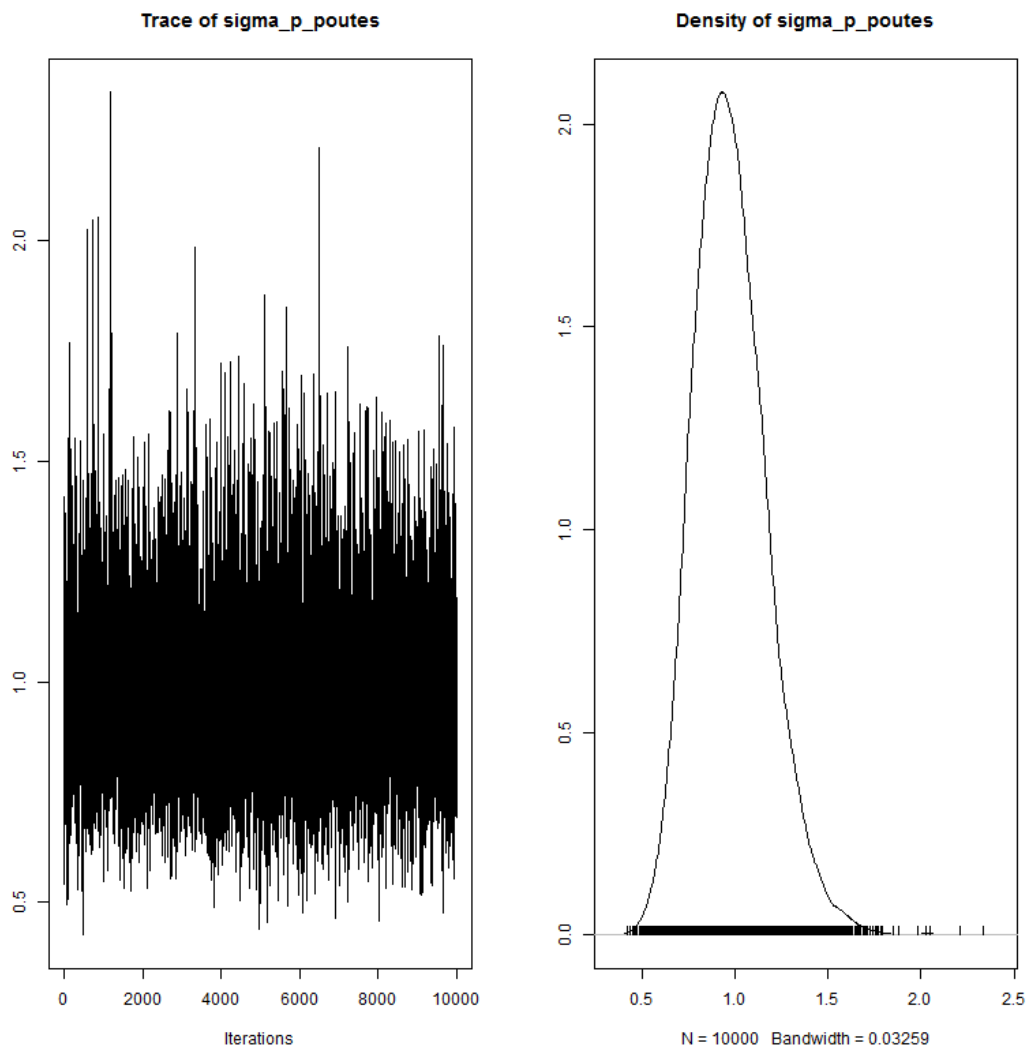 Trace of sigma_p_poutes
2.0
1.5
1.0
0.5
0 2000 4000 6000 8000 10000
Iterations
Density of sigma_p_poutes
2.0
1.5
1.0
0.5
0.0
0.5 1.0 1.5 2.0 2.5
N = 10000 Bandwidth = 0.03259